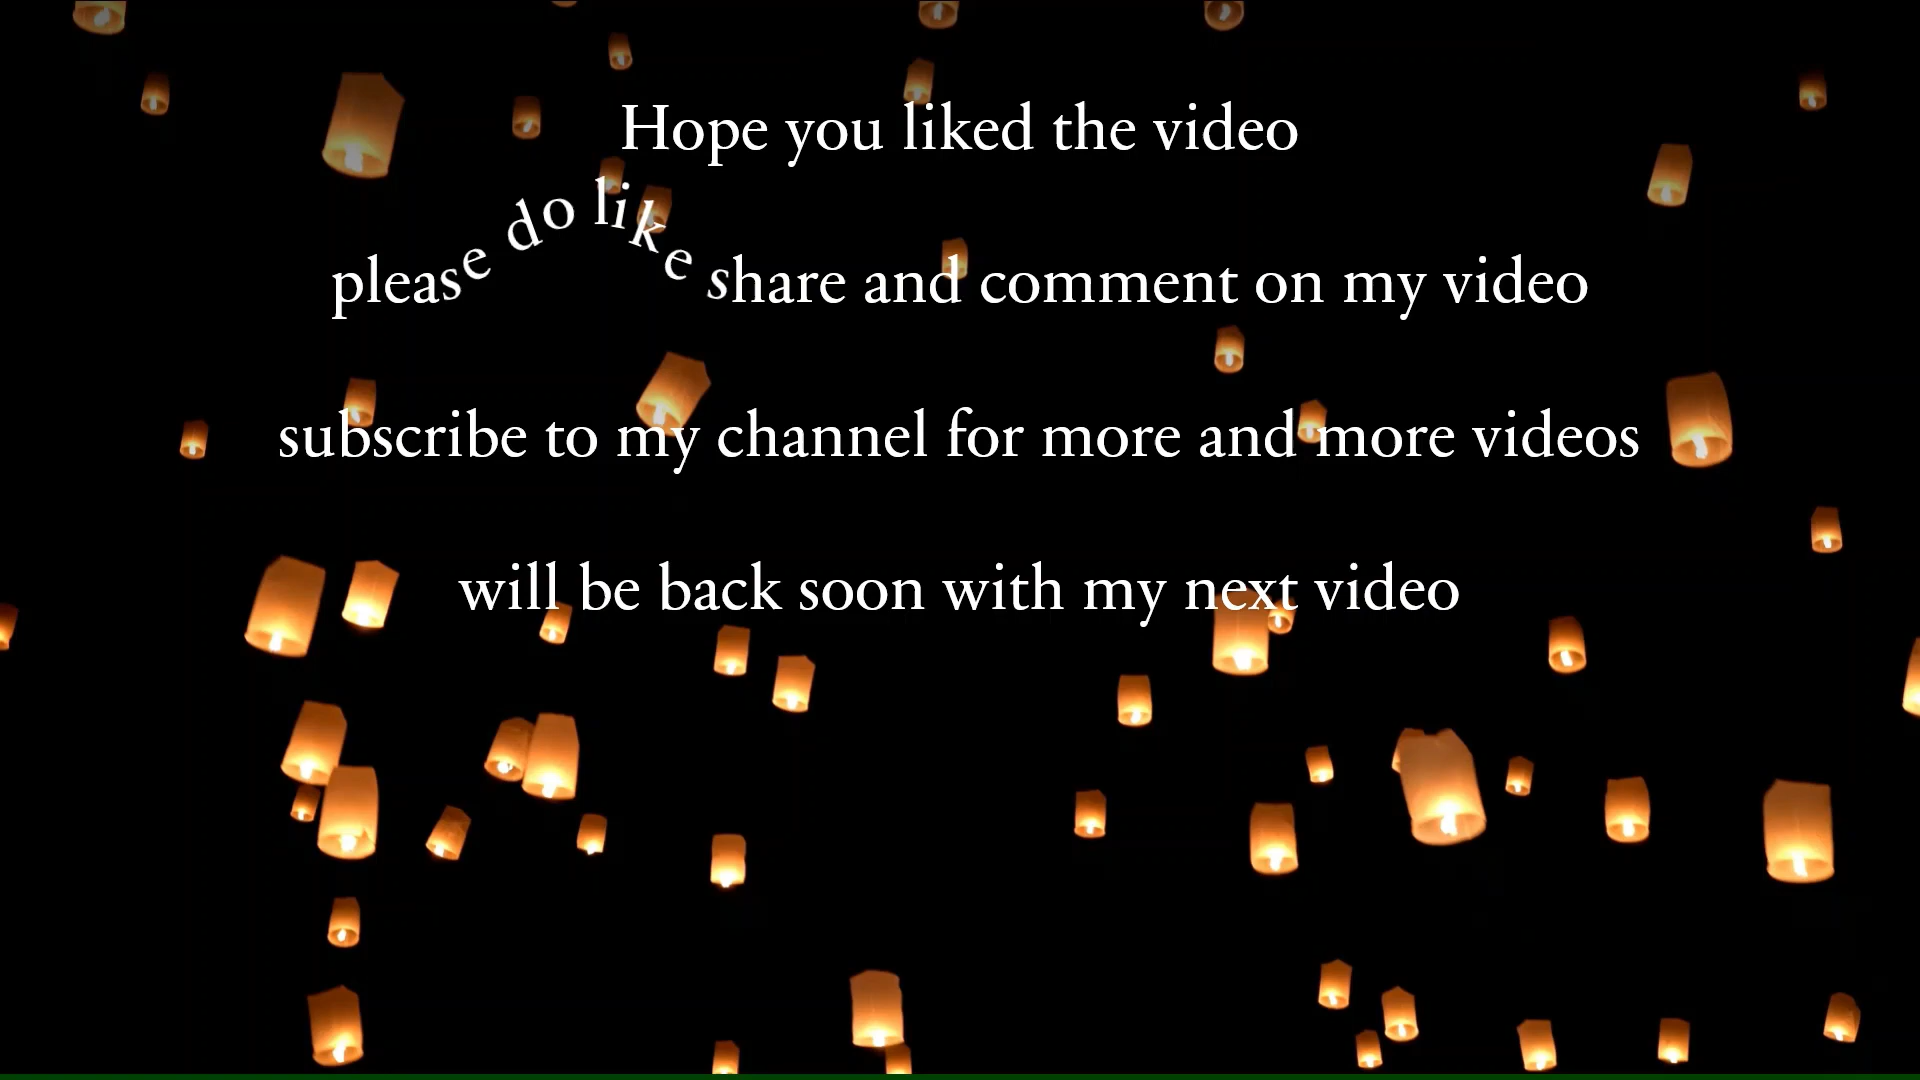 Hope you liked the video
please do like share and comment on my video
subscribe to my channel for more and more videos
will be back soon with my next video